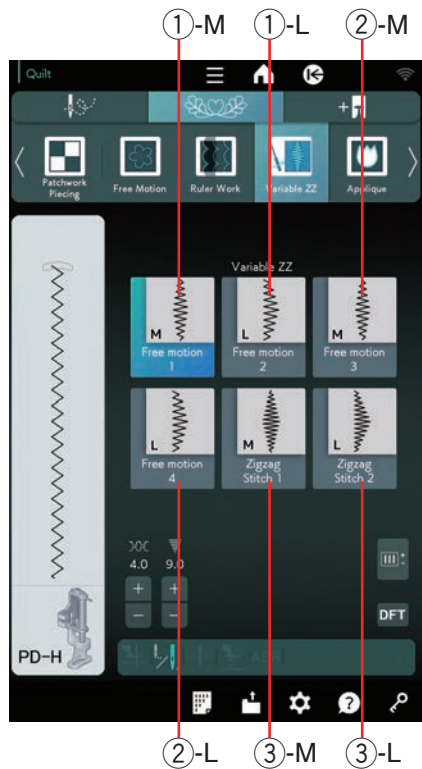 ①-M ①-L ②-M
Quilt
Patchwork
Piecing
Free Motion
Ruler Work
Variable ZZ
Applique
Variable ZZ
M
Free motion
1
L
Free motion
2
M
Free motion
3
L
Free motion
4
M
Zigzag
Stitch 1
L
Zigzag
Stitch 2
4.0 9.0
+ +
- -
DFT
PD-H
?
②-L ③-M ③-L